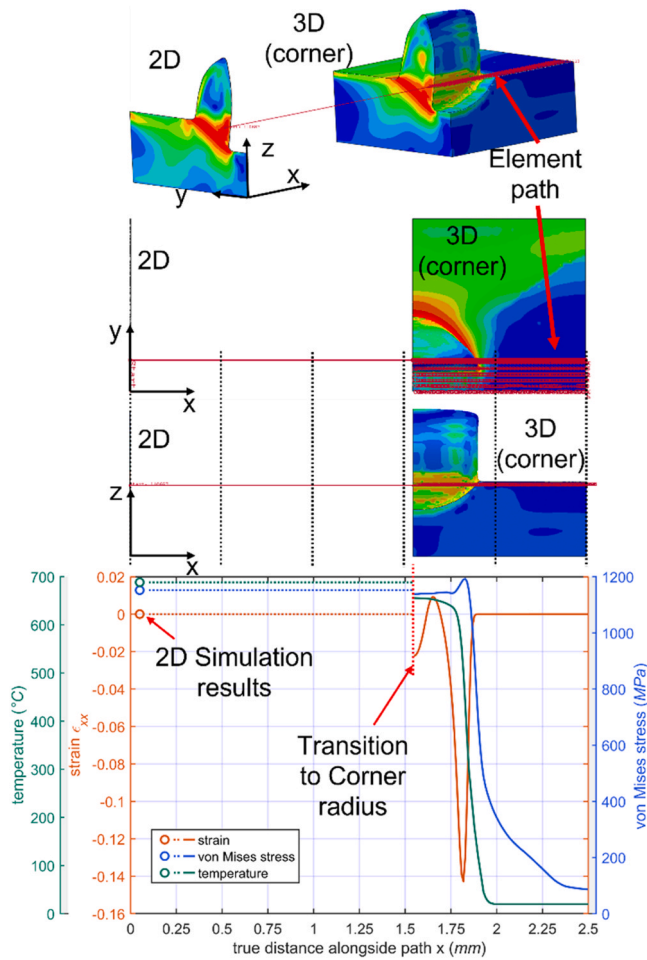 2D
3D
(corner)
z
x
y
Element
path
2D
3D
(corner)
y
x
2D
3D
(corner)
z
x
700
600
500
400
300
200
100
0
temperature (°C)
0.02
0
-0.02
-0.04
-0.06
-0.08
-0.1
-0.12
-0.14
-0.16
strain ϵxx
2D Simulation
results
Transition
to Corner
radius
strain
von Mises stress
temperature
1200
1000
800
600
400
200
0
von Mises stress (MPa)
0 0.25 0.5 0.75 1 1.25 1.5 1.75 2 2.25 2.5
true distance alongside path x (mm)